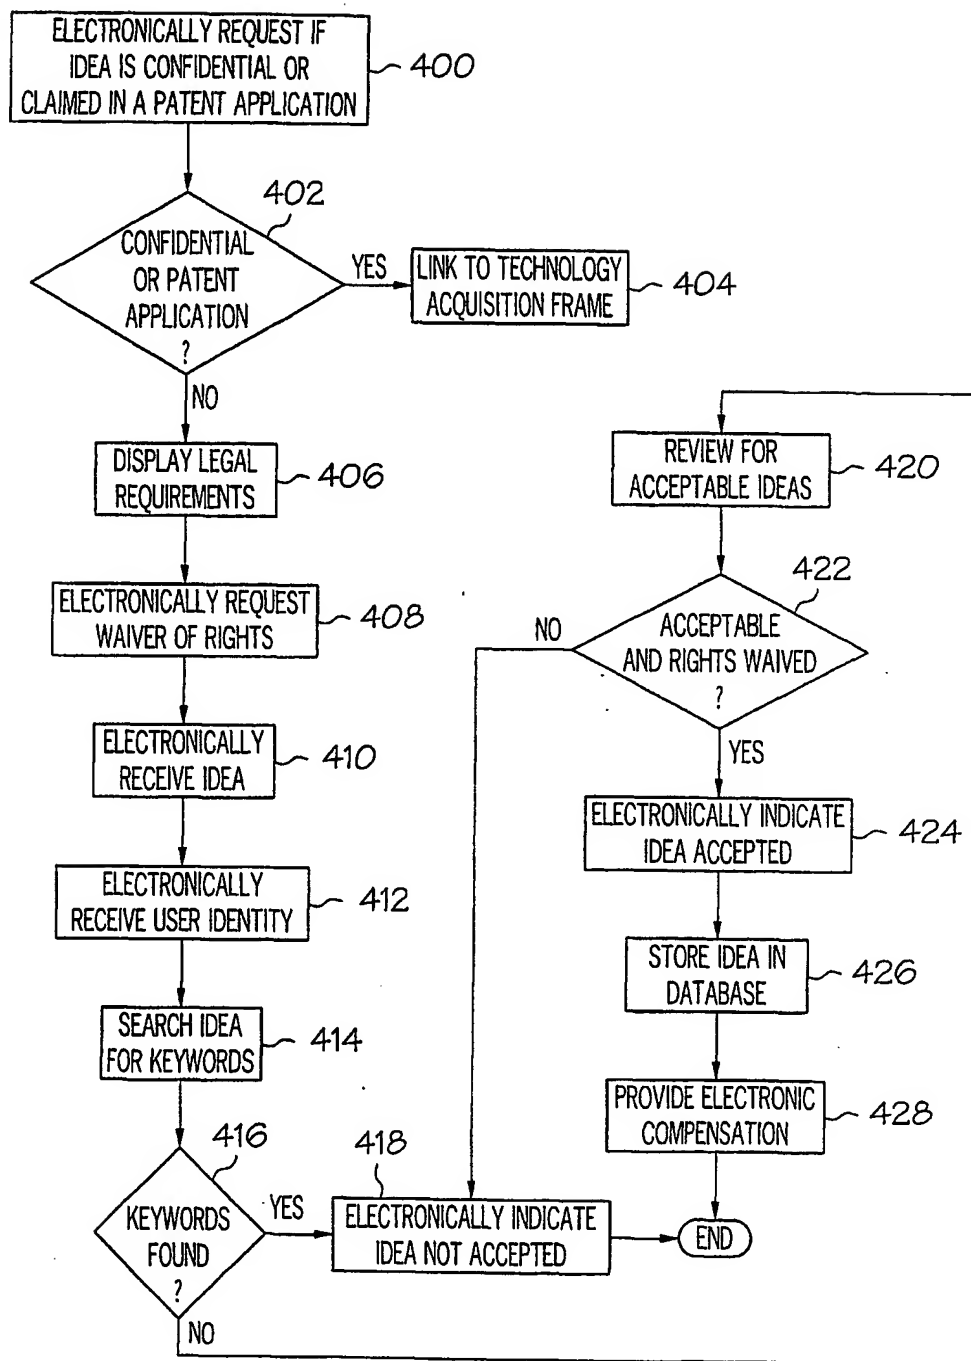 ELECTRONICALLY REQUEST IF
IDEA IS CONFIDENTIAL OR
CLAIMED IN A PATENT APPLICATION
400
402
CONFIDENTIAL
OR PATENT
APPLICATION
?
YES
LINK TO TECHNOLOGY
ACQUISITION FRAME
404
NO
DISPLAY LEGAL
REQUIREMENTS
406
ELECTRONICALLY REQUEST
WAIVER OF RIGHTS
408
ELECTRONICALLY
RECEIVE IDEA
410
ELECTRONICALLY
RECEIVE USER IDENTITY
412
SEARCH IDEA
FOR KEYWORDS
414
416
KEYWORDS
FOUND
?
YES
418
ELECTRONICALLY INDICATE
IDEA NOT ACCEPTED
NO
REVIEW FOR
ACCEPTABLE IDEAS
420
422
ACCEPTABLE
AND RIGHTS WAIVED
?
NO
YES
ELECTRONICALLY INDICATE
IDEA ACCEPTED
424
STORE IDEA IN
DATABASE
426
PROVIDE ELECTRONIC
COMPENSATION
428
END